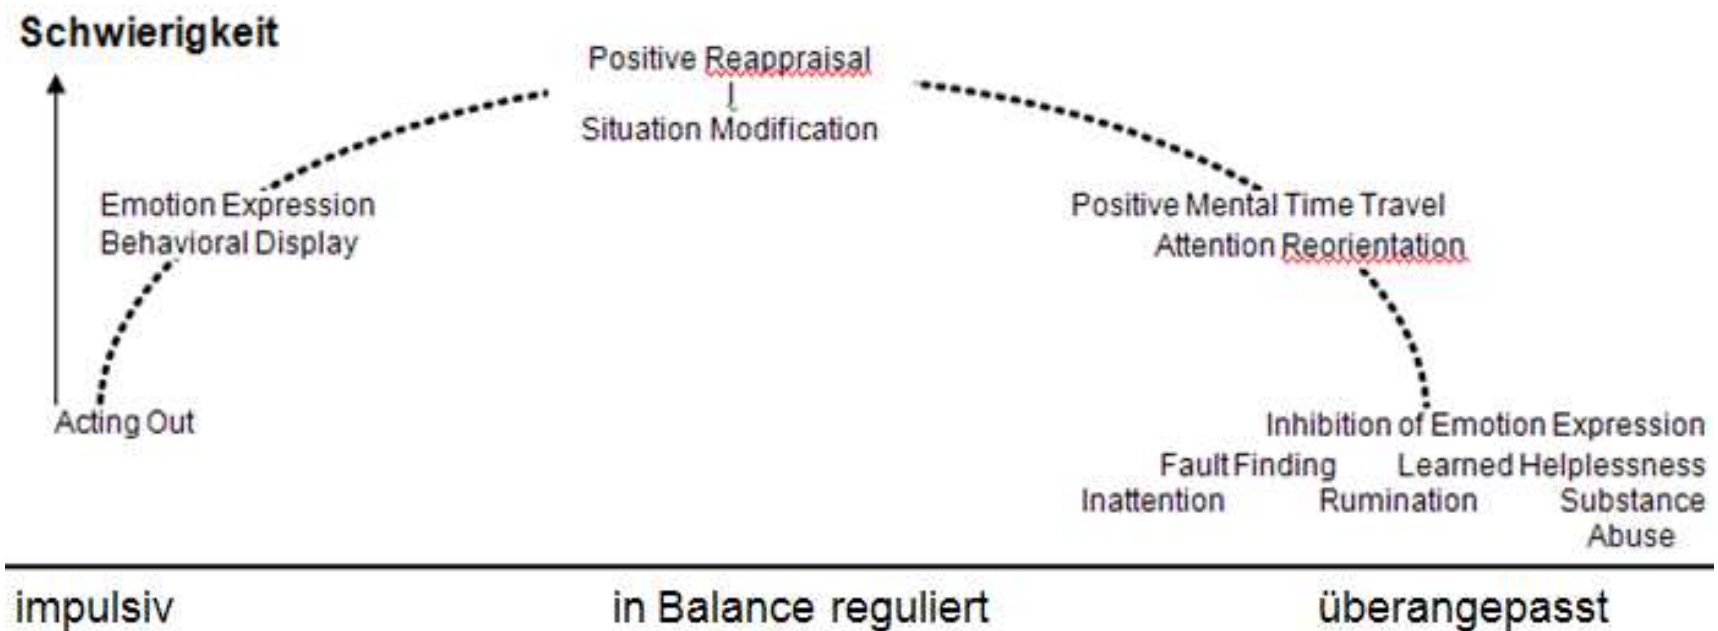 Schwierigkeit
Positive Reappraisal
Situation Modification
Emotion Expression
Behavioral Display
Positive Mental Time Travel
Attention Reorientation
Acting Out
Inhibition of Emotion Expression
Fault Finding Learned Helplessness
Inattention Rumination Substance
Abuse
impulsiv in Balance reguliert überangepasst